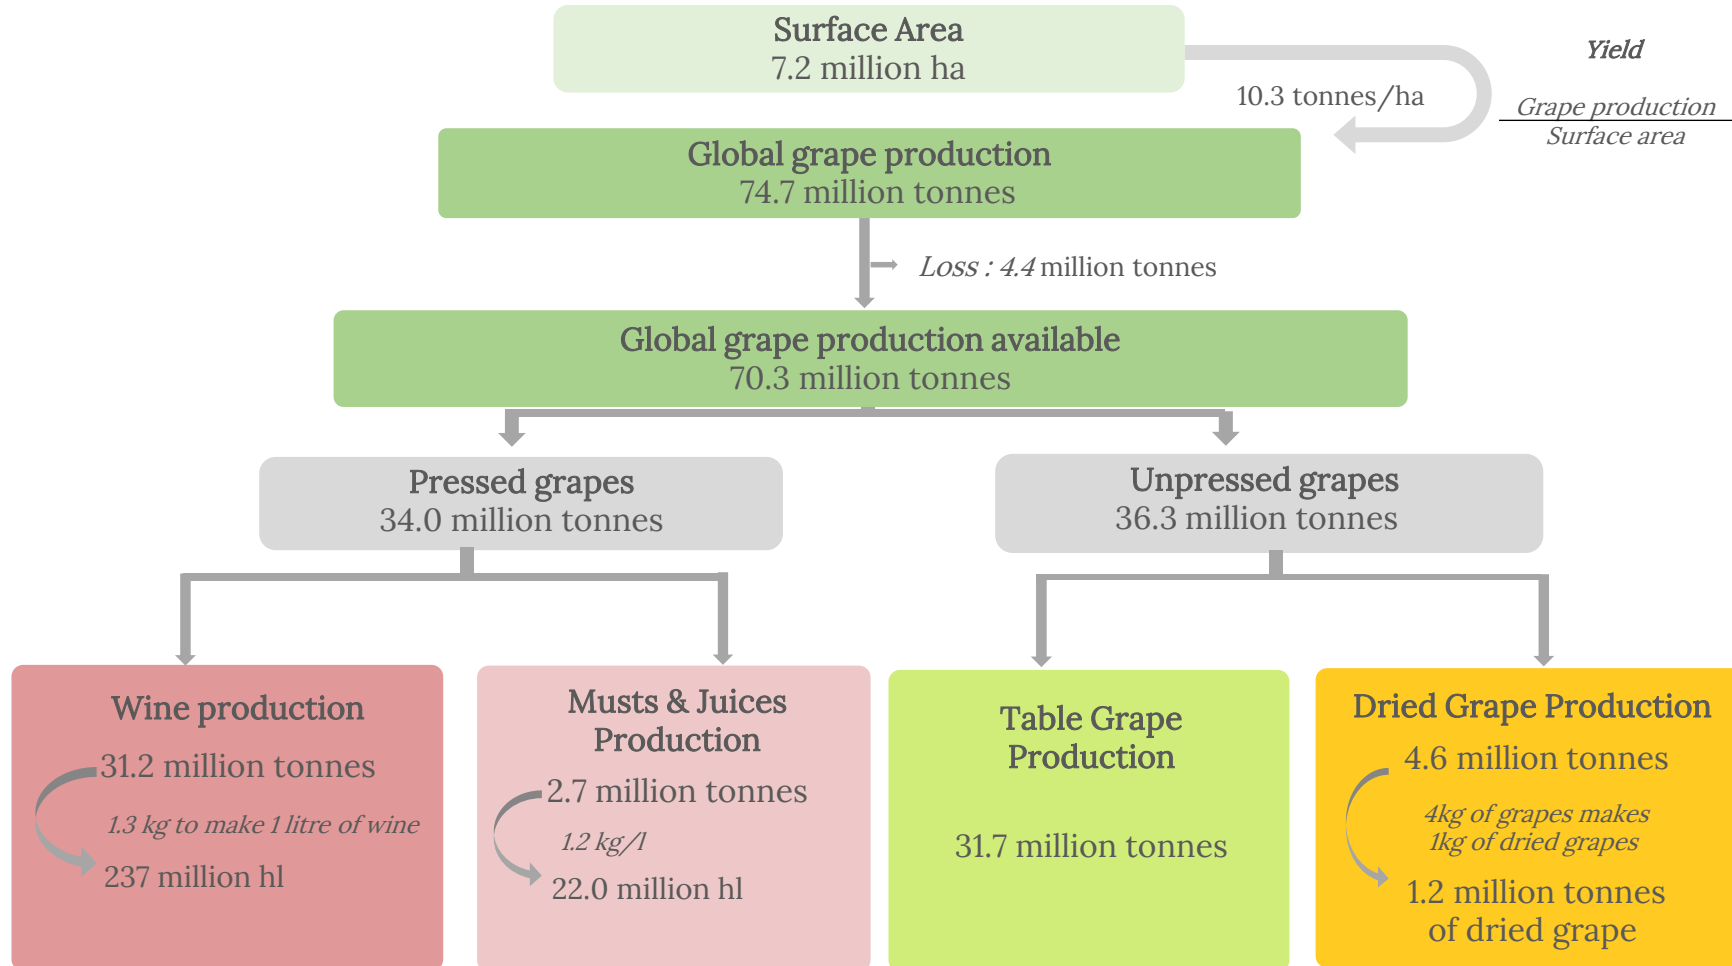 Surface Area
7.2 million ha
Yield
10.3 tonnes/ha
Grape production
Surface area
Global grape production
74.7 million tonnes
Loss : 4.4 million tonnes
Global grape production available
70.3 million tonnes
Pressed grapes
34.0 million tonnes
Unpressed grapes
36.3 million tonnes
Wine production
31.2 million tonnes
1.3 kg to make 1 litre of wine
237 million hl
Musts & Juices
Production
2.7 million tonnes
1.2 kg/l
22.0 million hl
Table Grape
Production
31.7 million tonnes
Dried Grape Production
4.6 million tonnes
4kg of grapes makes
1kg of dried grapes
1.2 million tonnes
of dried grape